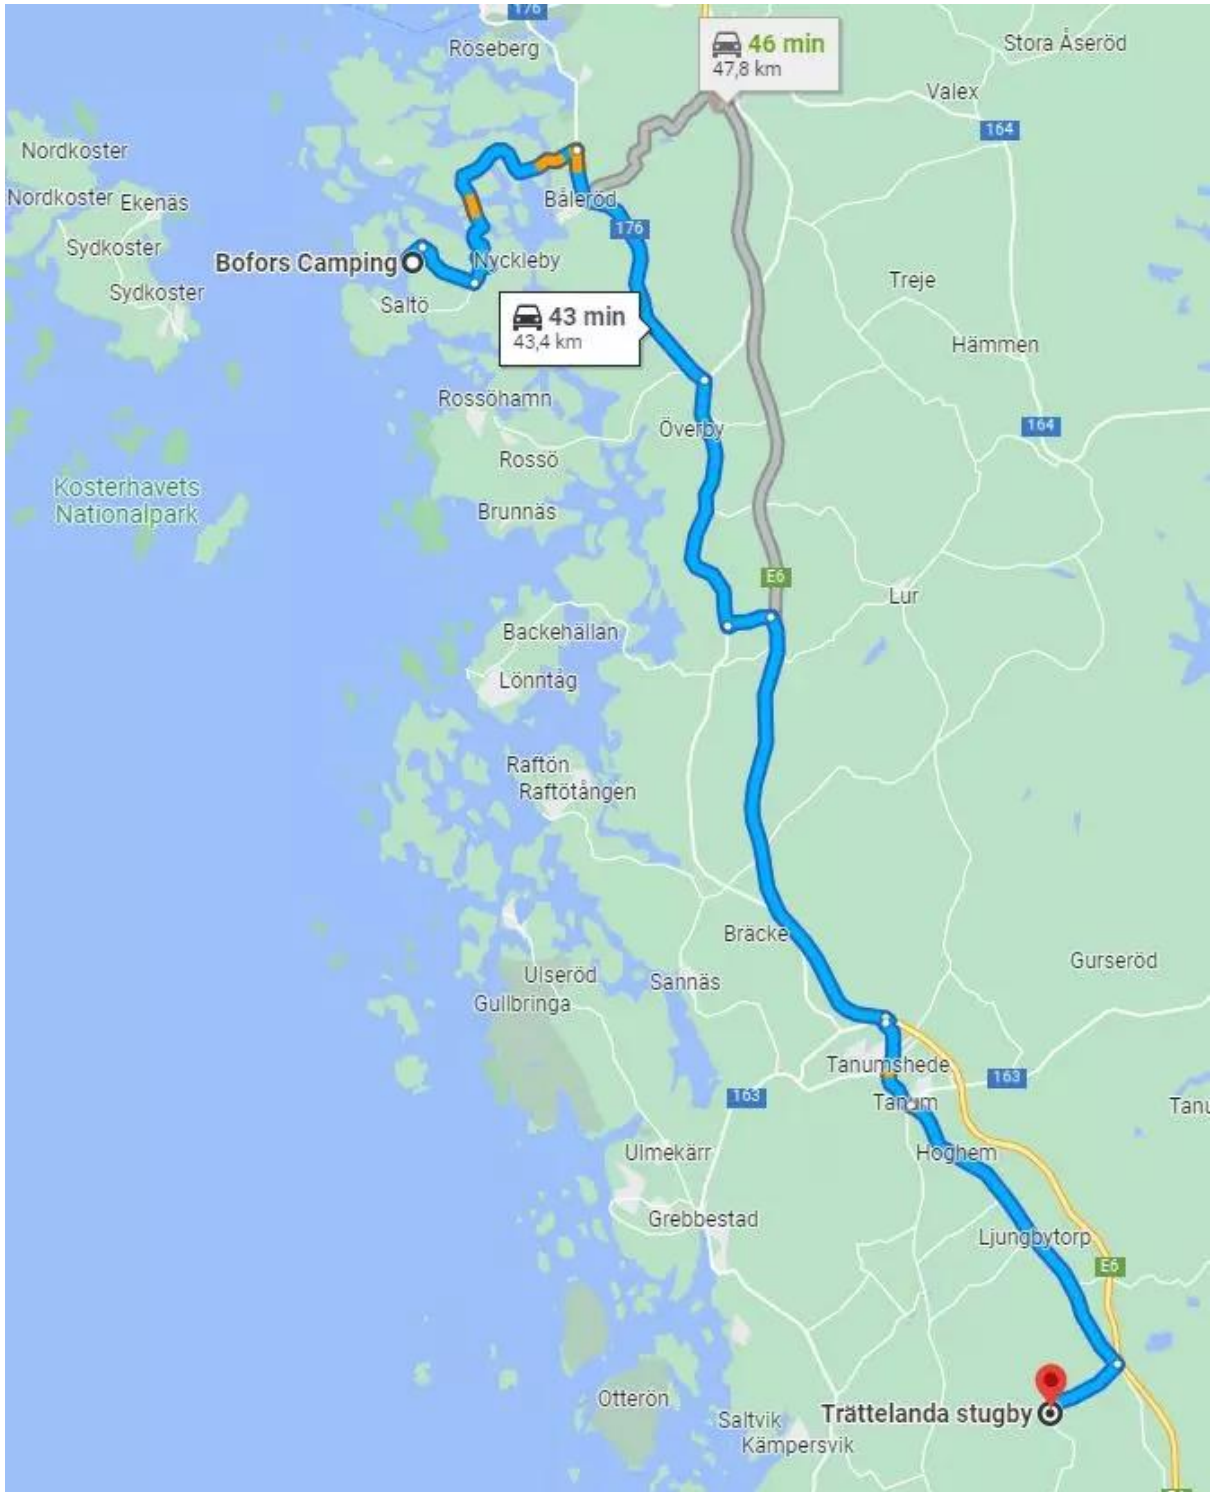 176
Röseberg
46 min
47,8 km
Stora Åseröd
Valex
164
Nordkoster
Nordkoster
Ekenäs
Båleröd
176
Sydkoster
Sydkoster
Bofors Camping
Nyckleby
Saltö
Treje
43 min
43,4 km
Hämmen
Rossöhamn
Överby
164
Rossö
Kosterhavets
Nationalpark
Brunnäs
E6
Lur
Backehällan
Lönntåg
Raftön
Raftötången
Bräcke
Gurseröd
Ulseröd
Sannäs
Gullbringa
Tanumshede
163
163
Tanum
Ulmekärr
Hoghem
Grebbestad
Ljungbytorp
E6
Otterön
Saltvik
Trättelanda stugby
Kämpersvik